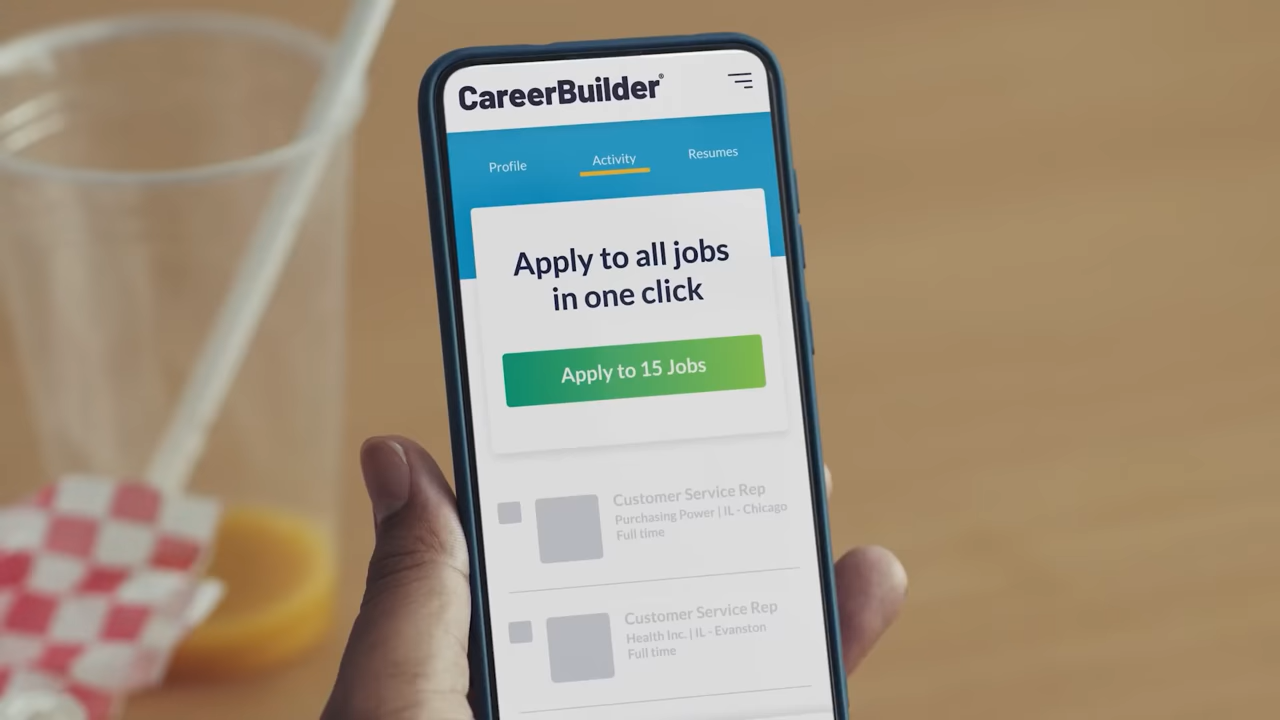 CareerBuilder®
Profile Activity Resumes
Apply to all jobs
in one click
Apply to 15 Jobs
Customer Service Rep
Purchasing Power | IL - Chicago
Full time
Customer Service Rep
Health Inc. | IL - Evanston
Full time